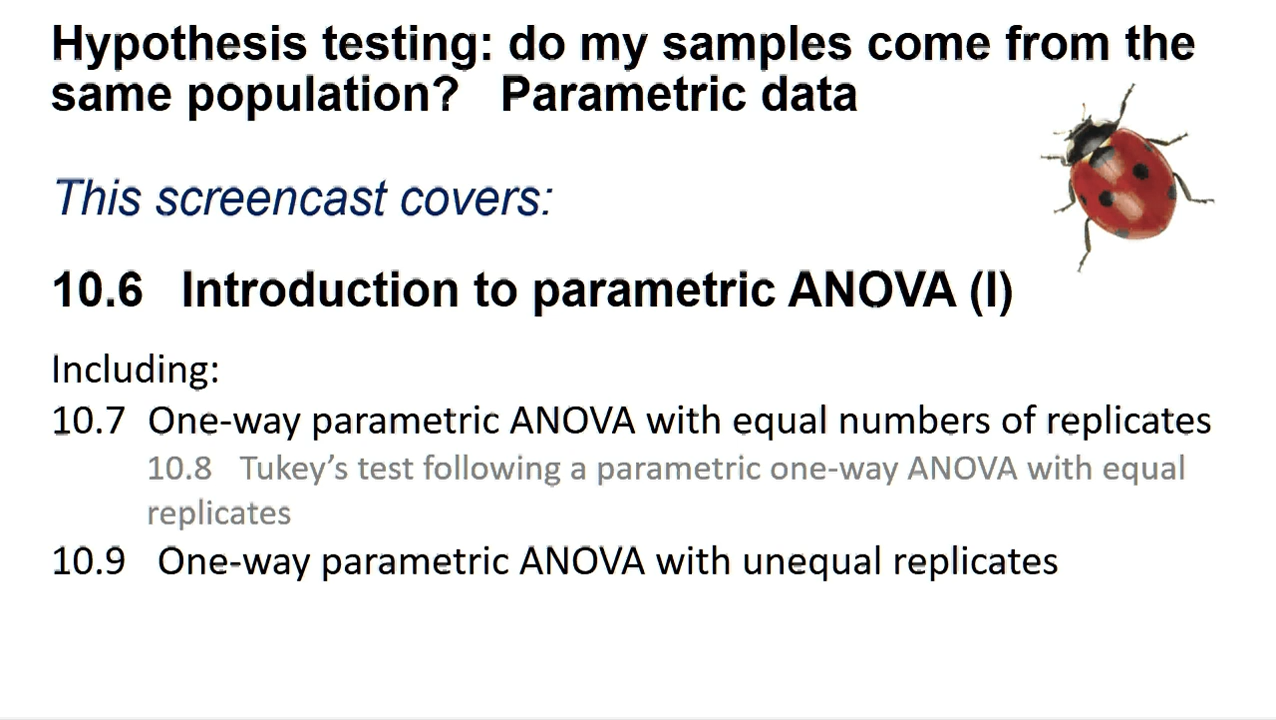 Hypothesis testing: do my samples come from the
same population? Parametric data
This screencast covers:
10.6 Introduction to parametric ANOVA (I)
Including:
10.7 One-way parametric ANOVA with equal numbers of replicates
10.8 Tukey’s test following a parametric one-way ANOVA with equal
replicates
10.9 One-way parametric ANOVA with unequal replicates